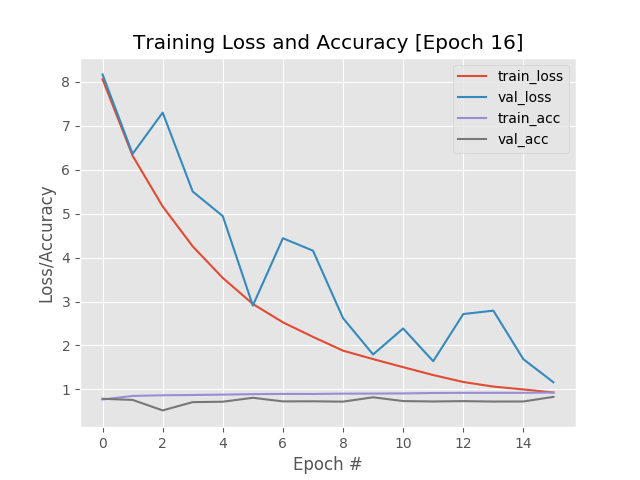 Training Loss and Accuracy [Epoch 16]
train_loss
val_loss
train_acc
val_acc
Loss/Accuracy
8
7
6
5
4
3
2
1
0 2 4 6 8 10 12 14
Epoch #